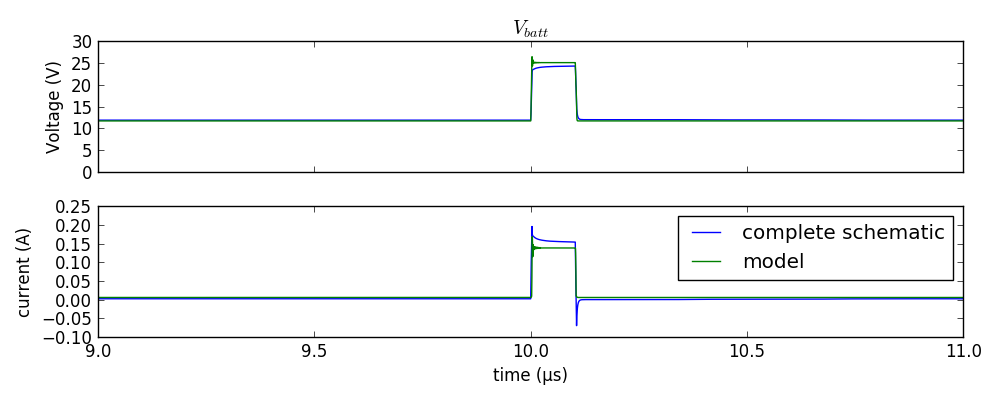 V_batt
Voltage (V)
30
25
20
15
10
5
0
current (A)
0.25
0.20
0.15
0.10
0.05
0.00
−0.05
−0.10
complete schematic
model
9.0 9.5 10.0 10.5 11.0
time (µs)